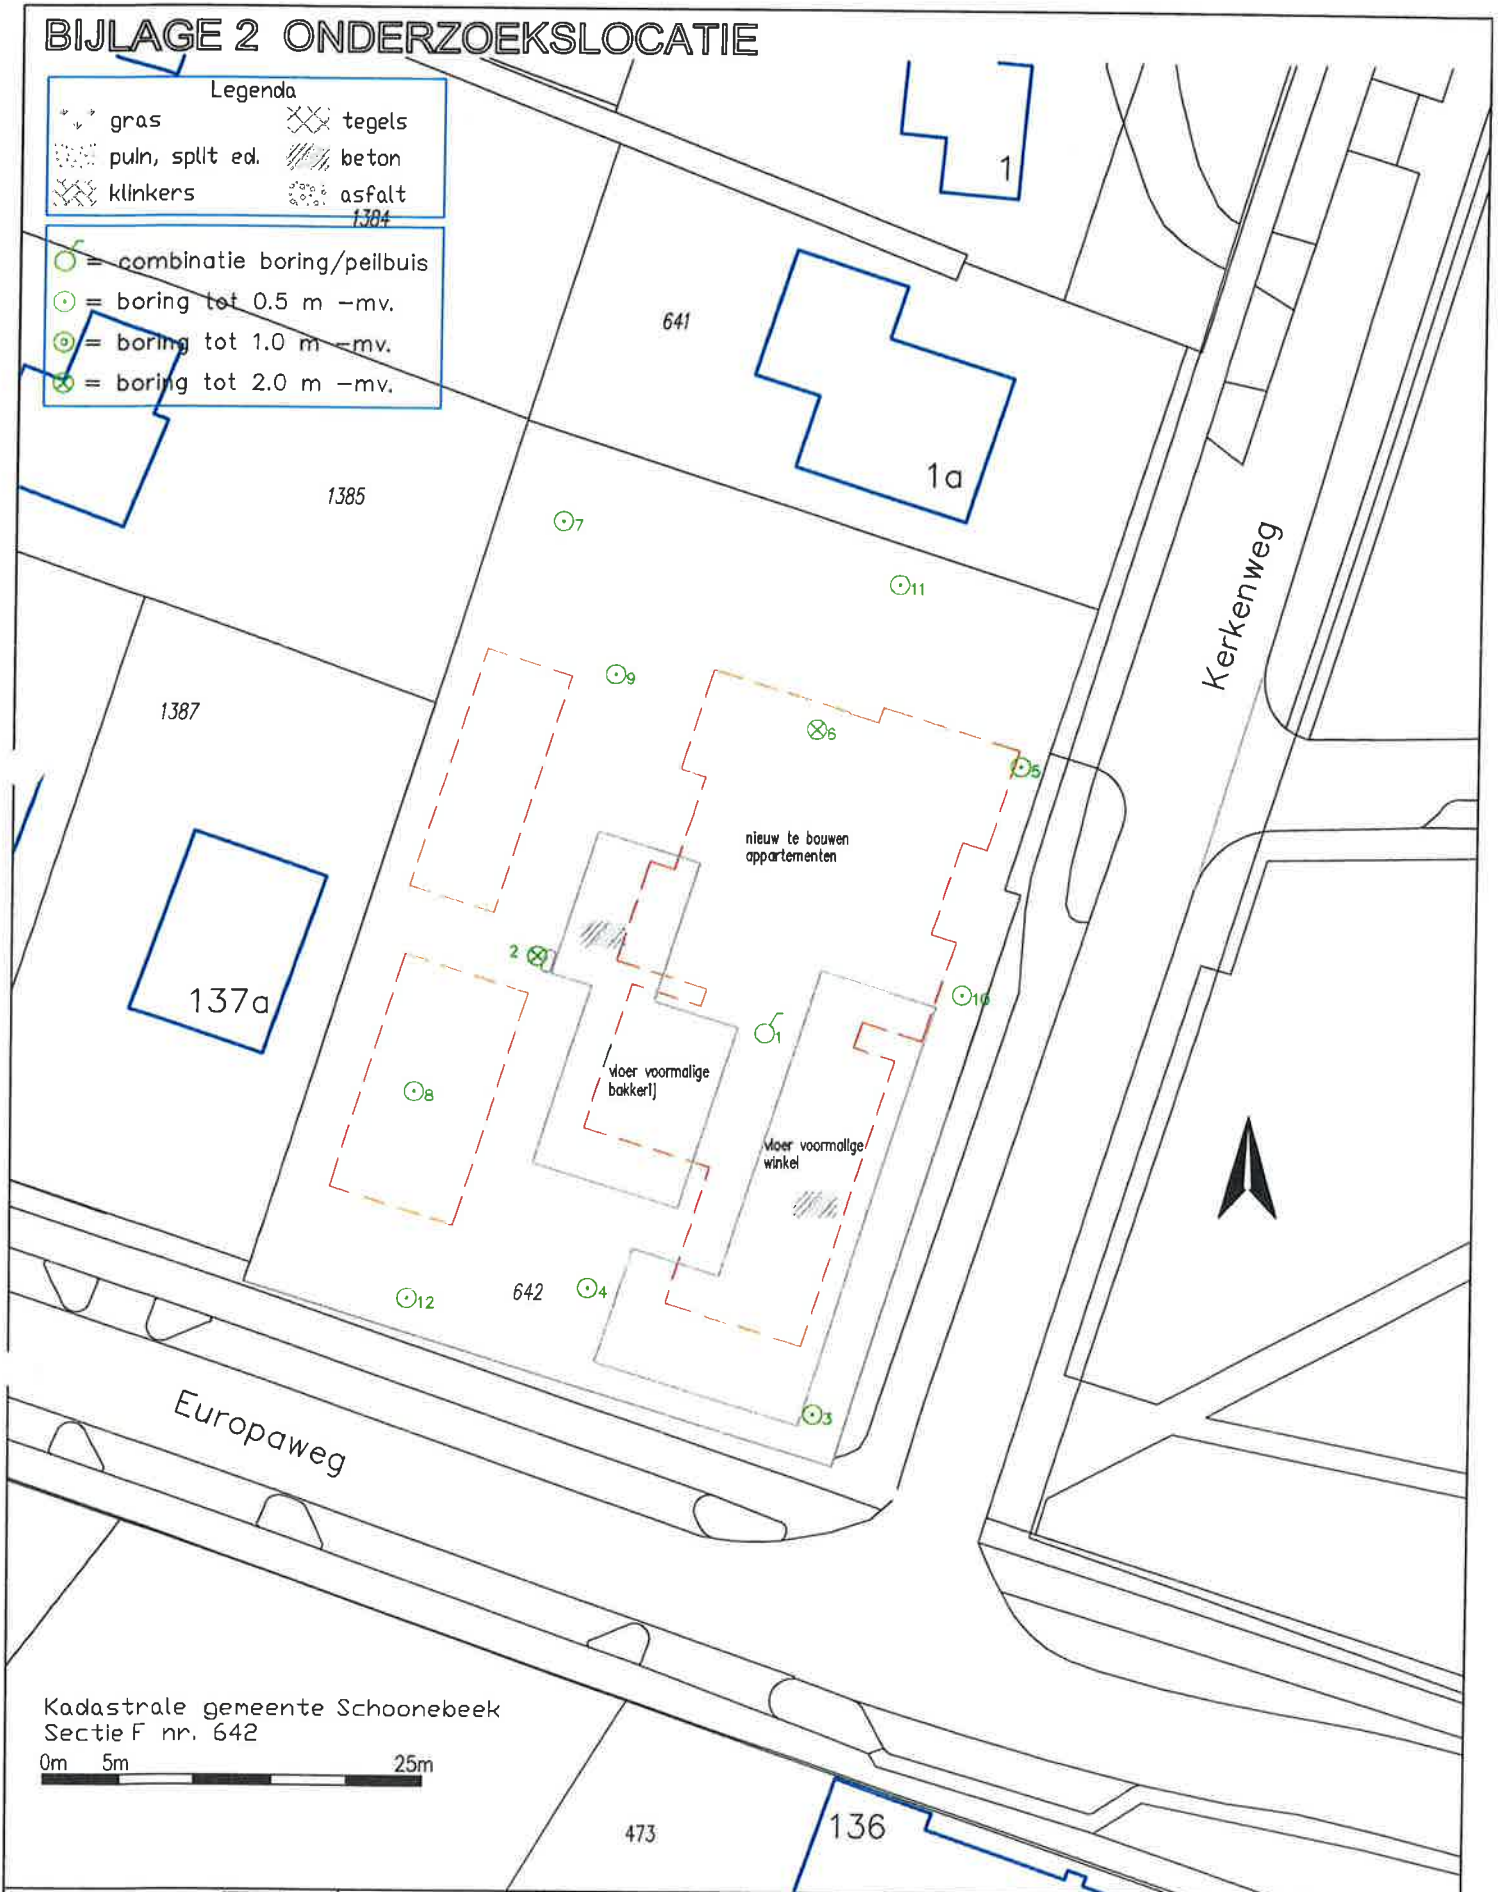 BIJLAGE 2 ONDERZOEKSLOCATIE
Legenda
gras
tegels
puin, split ed.
beton
klinkers
asfalt
1384
= combinatie boring/peilbuis
= boring tot 0.5 m -mv.
= boring tot 1.0 m -mv.
= boring tot 2.0 m -mv.
1
641
1a
1385
7
11
Kerkenweg
9
1387
6
5
nieuw te bouwen
appartementen
2
137a
10
1
vloer voormalige
bakkerij
8
vloer voormalige
winkel
642
4
12
3
Europaweg
Kadastrale gemeente Schoonebeek
Sectie F nr. 642
0m 5m 25m
473
136